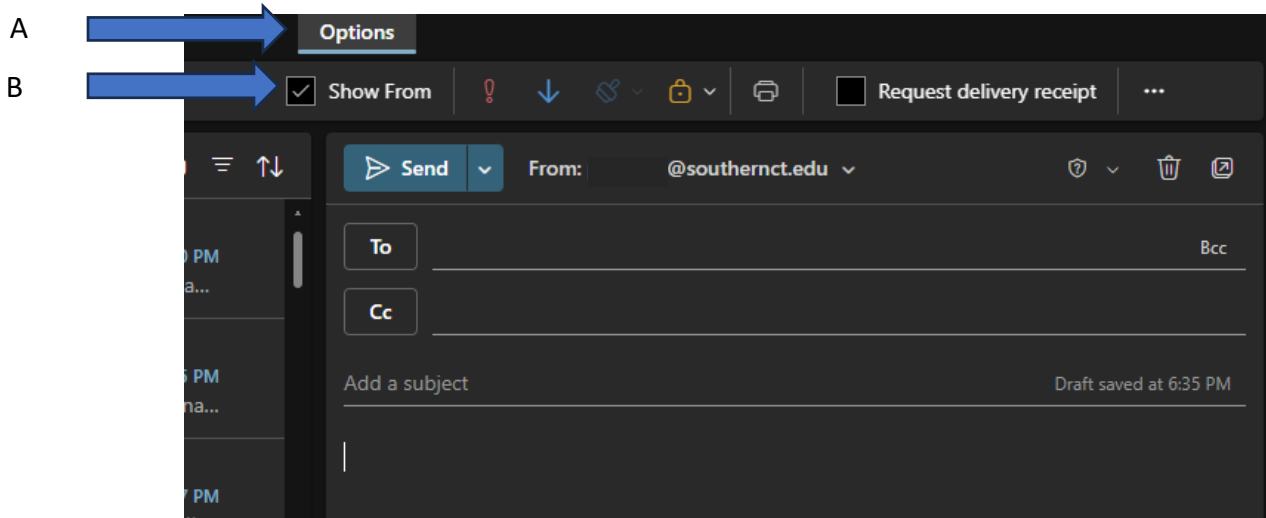 A
Options
B
Show From
Request delivery receipt
Send
From:
@southernct.edu
PM
a...
To
Bcc
Cc
PM
na...
Add a subject
Draft saved at 6:35 PM
PM